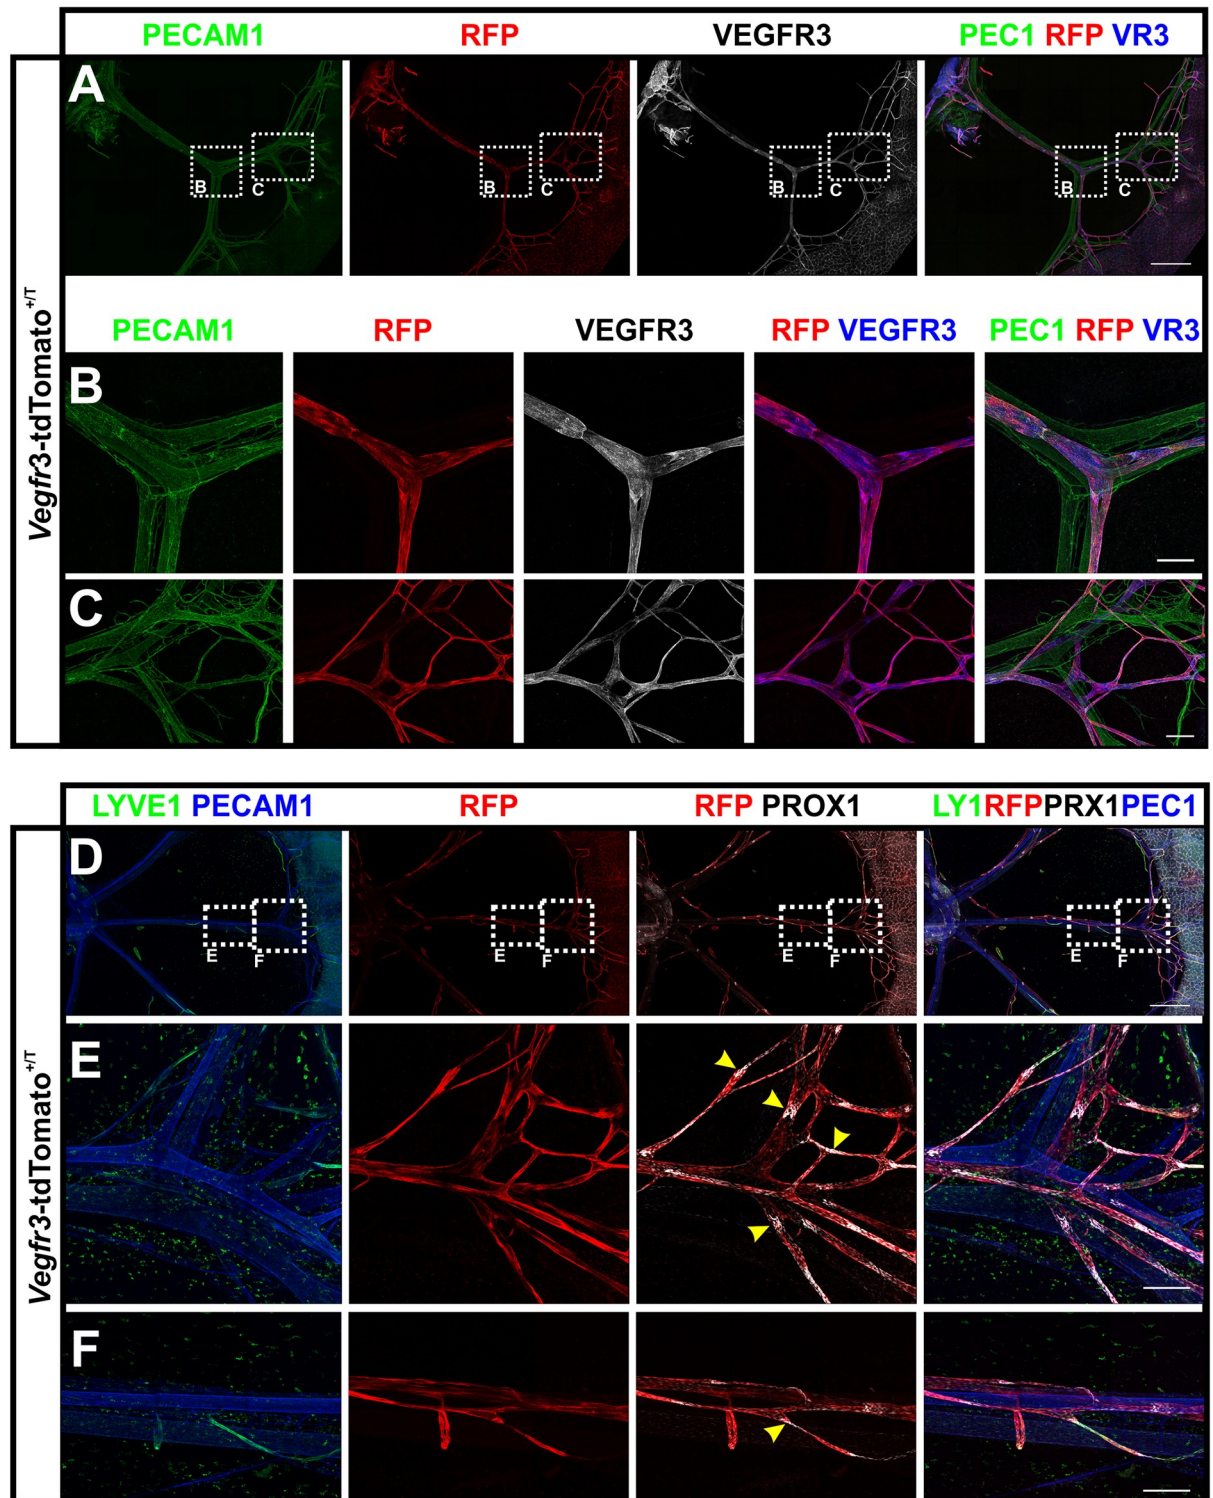 PECAM1 RFP VEGFR3 PEC1 RFP VR3
A
B C B C B C B C
Vegfr3-tdTomato+/T
PECAM1 RFP VEGFR3 RFP VEGFR3 PEC1 RFP VR3
B
C
LYVE1 PECAM1 RFP RFP PROX1 LY1RFPPRX1PEC1
D
E F E F E F E F
Vegfr3-tdTomato+/T
E
F